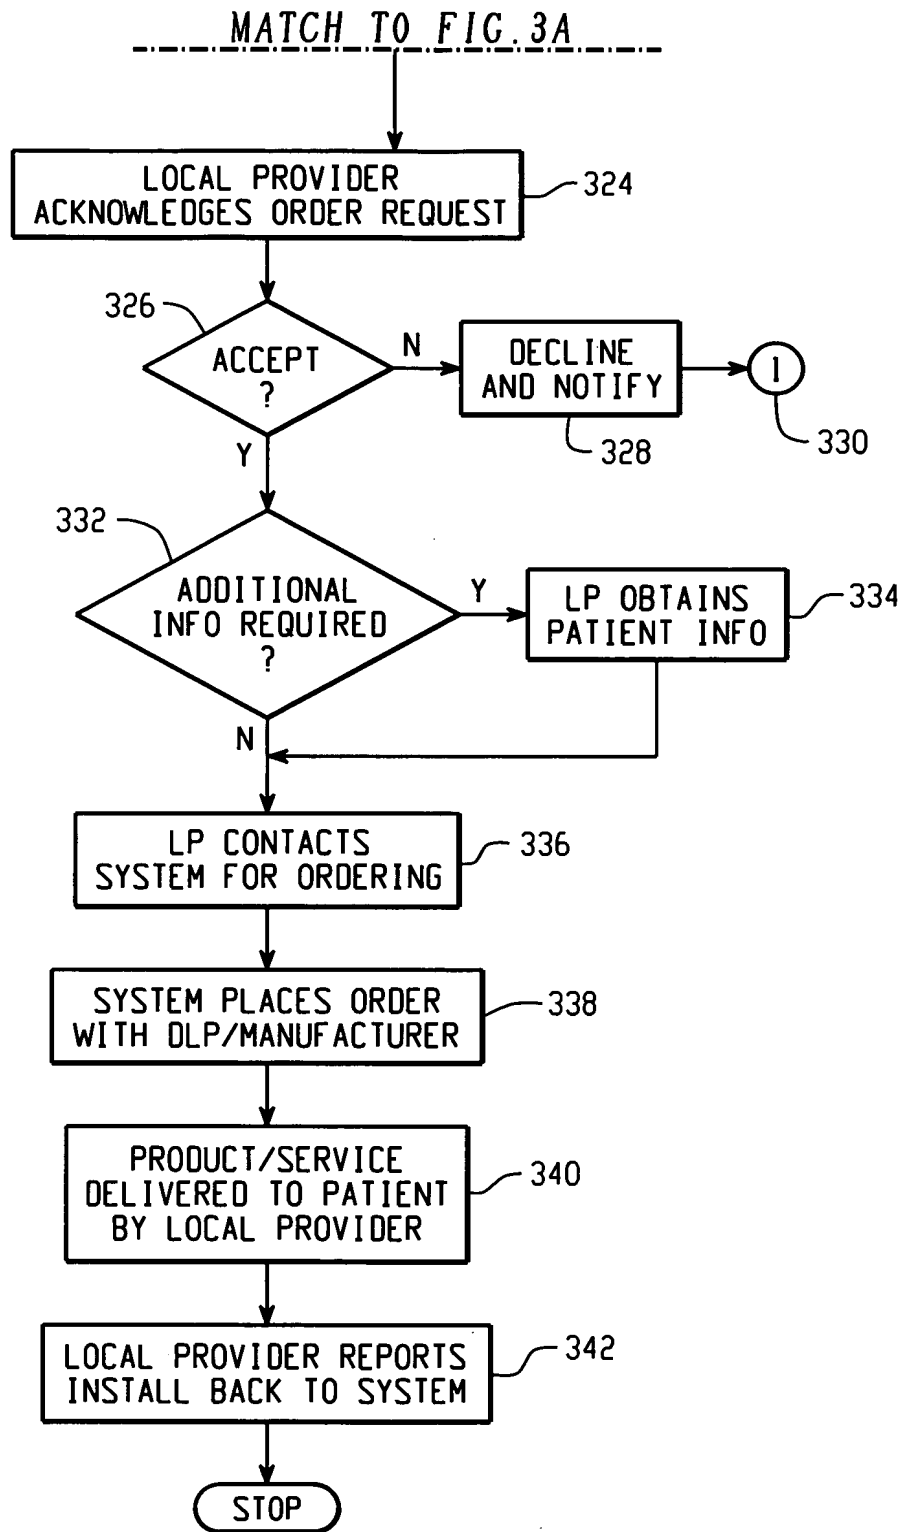 MATCH TO FIG. 3A
LOCAL PROVIDER
ACKNOWLEDGES ORDER REQUEST
324
326
ACCEPT
?
N
DECLINE
AND NOTIFY
328
1
330
Y
332
ADDITIONAL
INFO REQUIRED
?
Y
LP OBTAINS
PATIENT INFO
334
N
LP CONTACTS
SYSTEM FOR ORDERING
336
SYSTEM PLACES ORDER
WITH DLP/MANUFACTURER
338
PRODUCT/SERVICE
DELIVERED TO PATIENT
BY LOCAL PROVIDER
340
LOCAL PROVIDER REPORTS
INSTALL BACK TO SYSTEM
342
STOP